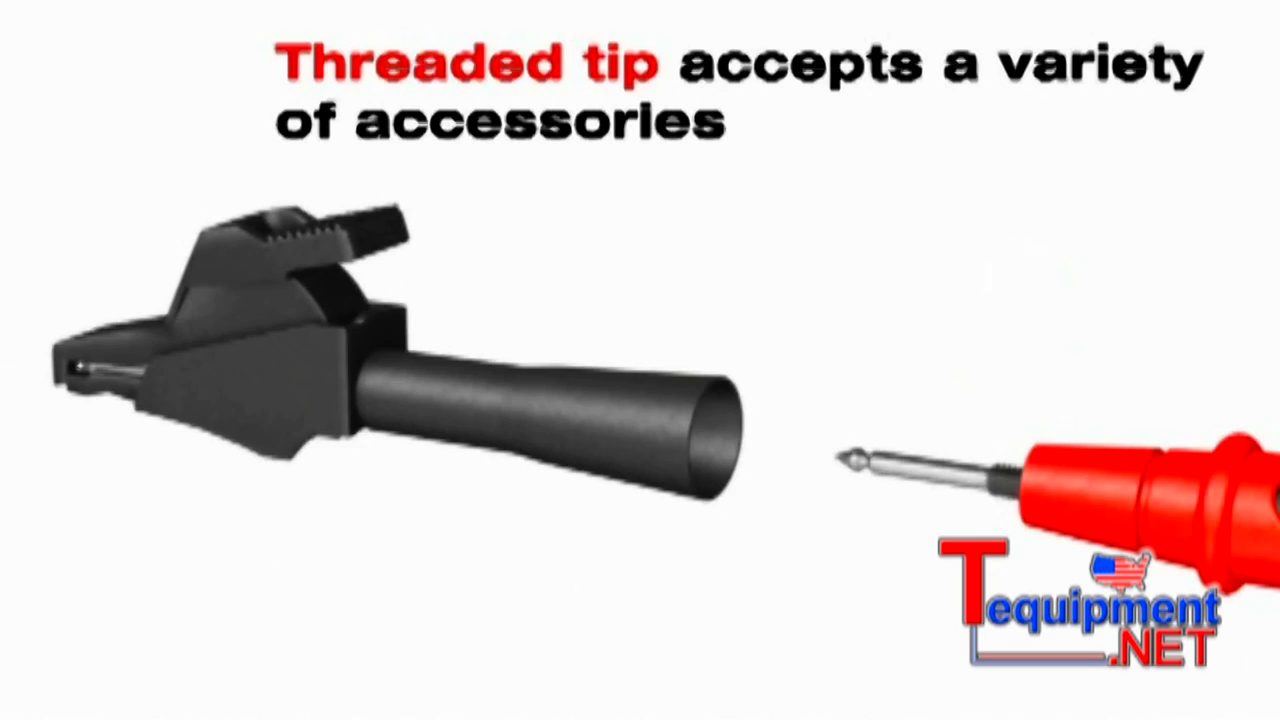 Threaded tip accepts a variety
of accessories
Tequipment
.NET